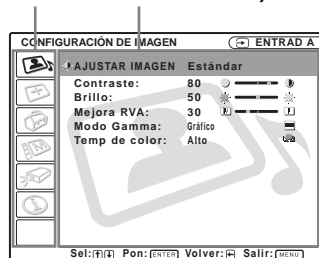 CONFIGURACIÓN DE IMAGEN ENTRAD A
AJUSTAR IMAGEN Estándar
Contraste: 80
Brillo: 50
Mejora RVA: 30
Modo Gamma: Gráfico
Temp de color: Alto
Sel: Pon: ENTER Volver: Salir: MENU